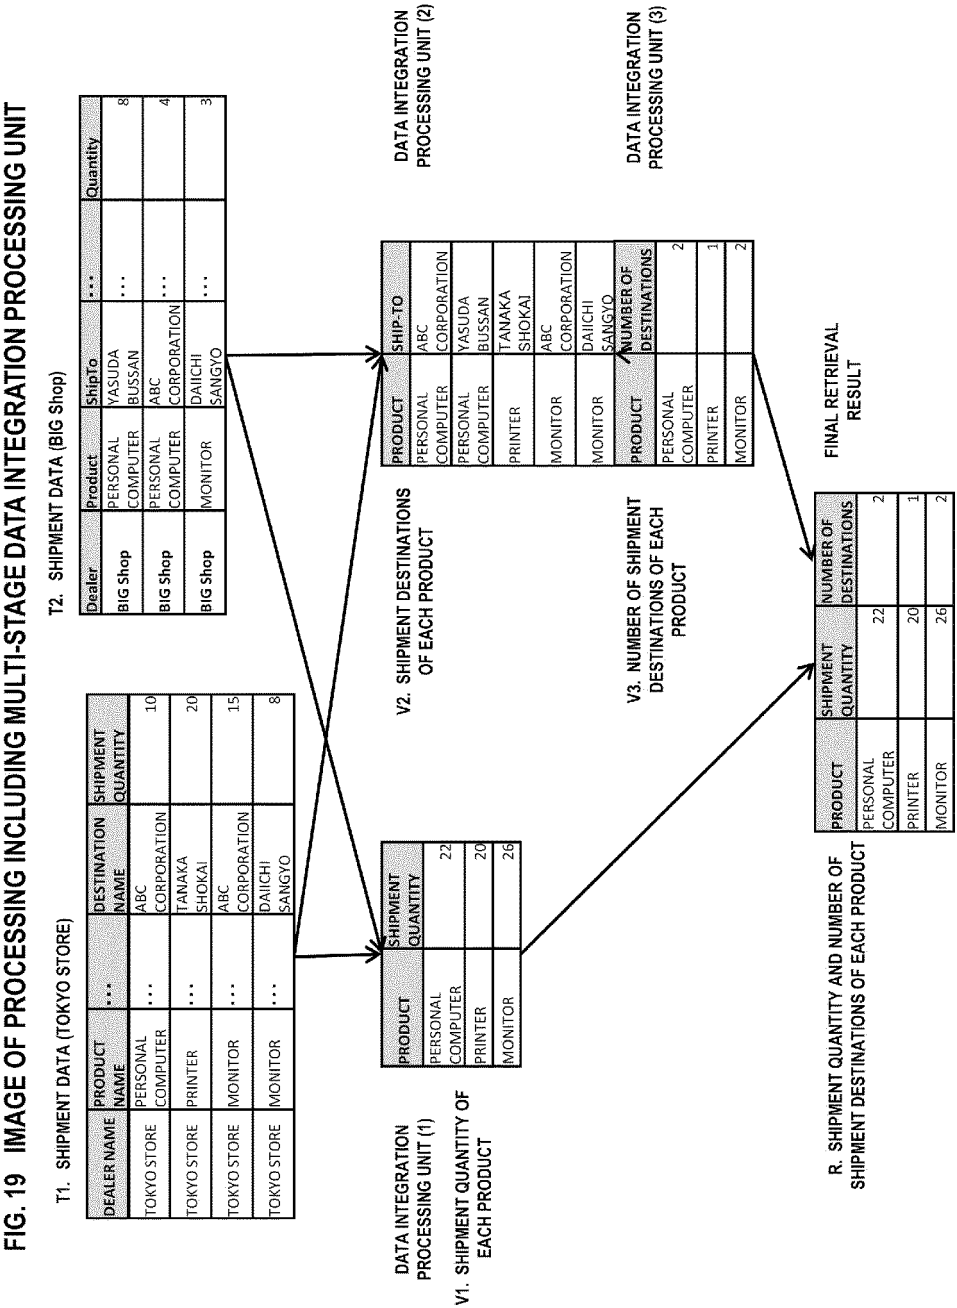 FIG. 19 IMAGE OF PROCESSING INCLUDING MULTI-STAGE DATA INTEGRATION PROCESSING UNIT
T1. SHIPMENT DATA (TOKYO STORE)
DEALER NAME PRODUCT NAME ... DESTINATION NAME SHIPMENT QUANTITY
TOKYO STORE PERSONAL COMPUTER ... ABC CORPORATION 10
TOKYO STORE PRINTER ... TANAKA SHOKAI 20
TOKYO STORE MONITOR ... ABC CORPORATION 15
TOKYO STORE MONITOR ... DAIICHI SANGYO 8
T2. SHIPMENT DATA (BIG Shop)
Dealer Product ShipTo ... Quantity
BIG Shop PERSONAL COMPUTER YASUDA BUSSAN ... 8
BIG Shop PERSONAL COMPUTER ABC CORPORATION ... 4
BIG Shop MONITOR DAIICHI SANGYO ... 3
DATA INTEGRATION
PROCESSING UNIT (1)
V1. SHIPMENT QUANTITY OF
EACH PRODUCT
PRODUCT SHIPMENT QUANTITY
PERSONAL COMPUTER 22
PRINTER 20
MONITOR 26
V2. SHIPMENT DESTINATIONS
OF EACH PRODUCT
PRODUCT SHIP-TO
PERSONAL COMPUTER ABC CORPORATION
PERSONAL COMPUTER YASUDA BUSSAN
PRINTER TANAKA SHOKAI
MONITOR ABC CORPORATION
MONITOR DAIICHI SANGYO
DATA INTEGRATION
PROCESSING UNIT (2)
V3. NUMBER OF SHIPMENT
DESTINATIONS OF EACH
PRODUCT
PRODUCT NUMBER OF DESTINATIONS
PERSONAL COMPUTER 2
PRINTER 1
MONITOR 2
DATA INTEGRATION
PROCESSING UNIT (3)
R. SHIPMENT QUANTITY AND NUMBER OF
SHIPMENT DESTINATIONS OF EACH PRODUCT
PRODUCT SHIPMENT QUANTITY NUMBER OF DESTINATIONS
PERSONAL COMPUTER 22 2
PRINTER 20 1
MONITOR 26 2
FINAL RETRIEVAL
RESULT